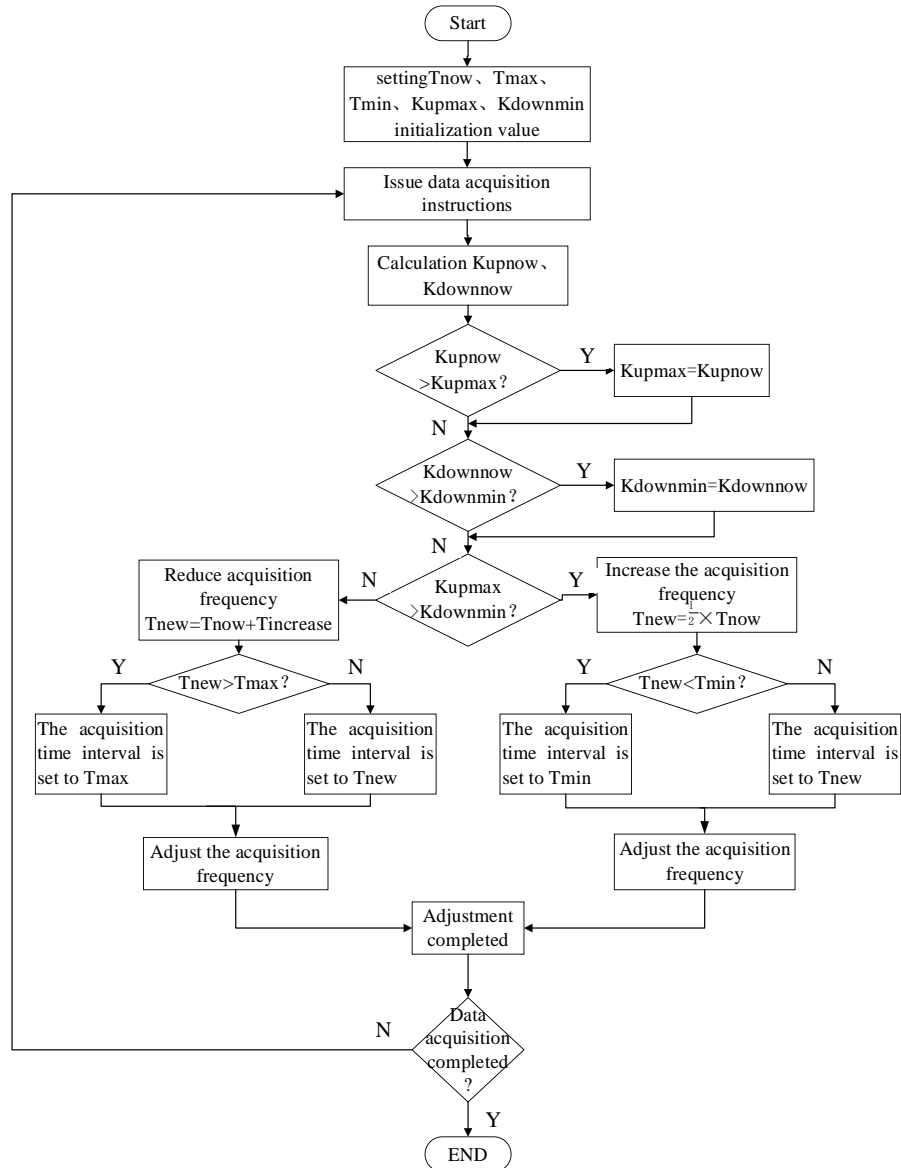 Start
settingTnow、Tmax、
Tmin、Kupmax、Kdownmin
initialization value
Issue data acquisition
instructions
Calculation Kupnow、
Kdownnow
Kupnow
>Kupmax？
Y
Kupmax=Kupnow
N
Kdownnow
>Kdownmin？
Y
Kdownmin=Kdownnow
N
Kupmax
>Kdownmin？
N
Y
Reduce acquisition
frequency
Tnew=Tnow+Tincrease
Increase the acquisition
frequency
Tnew=1/2×Tnow
Y
Tnew>Tmax？
N
Y
Tnew<Tmin？
N
The acquisition
time interval is
set to Tmax
The acquisition
time interval is
set to Tnew
The acquisition
time interval is
set to Tmin
The acquisition
time interval is
set to Tnew
Adjust the acquisition
frequency
Adjust the acquisition
frequency
Adjustment
completed
N
Data
acquisition
completed
?
Y
END